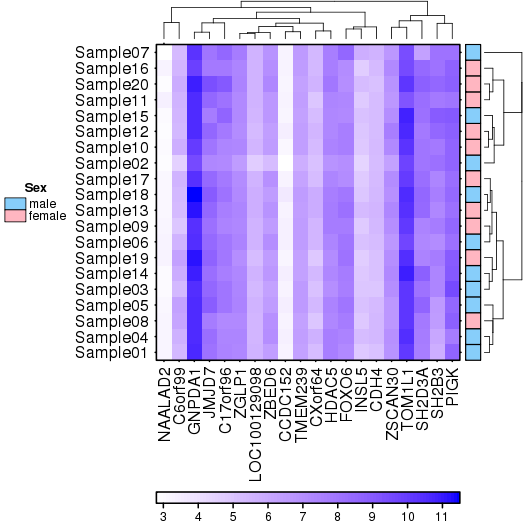 Sample07
Sample16
Sample20
Sample11
Sample15
Sample12
Sample10
Sample02
Sample17
Sample18
Sample13
Sample09
Sample06
Sample19
Sample14
Sample03
Sample05
Sample08
Sample04
Sample01
Sex
male
female
NAALAD2
C6orf99
GNPDA1
JMJD7
C17orf96
ZGLP1
LOC100129098
ZBED6
CCDC152
TMEM239
CXorf64
HDAC5
FOXO6
INSL5
CDH4
ZSCAN30
TOM1L1
SH2D3A
SH2B3
PIGK
3 4 5 6 7 8 9 10 11